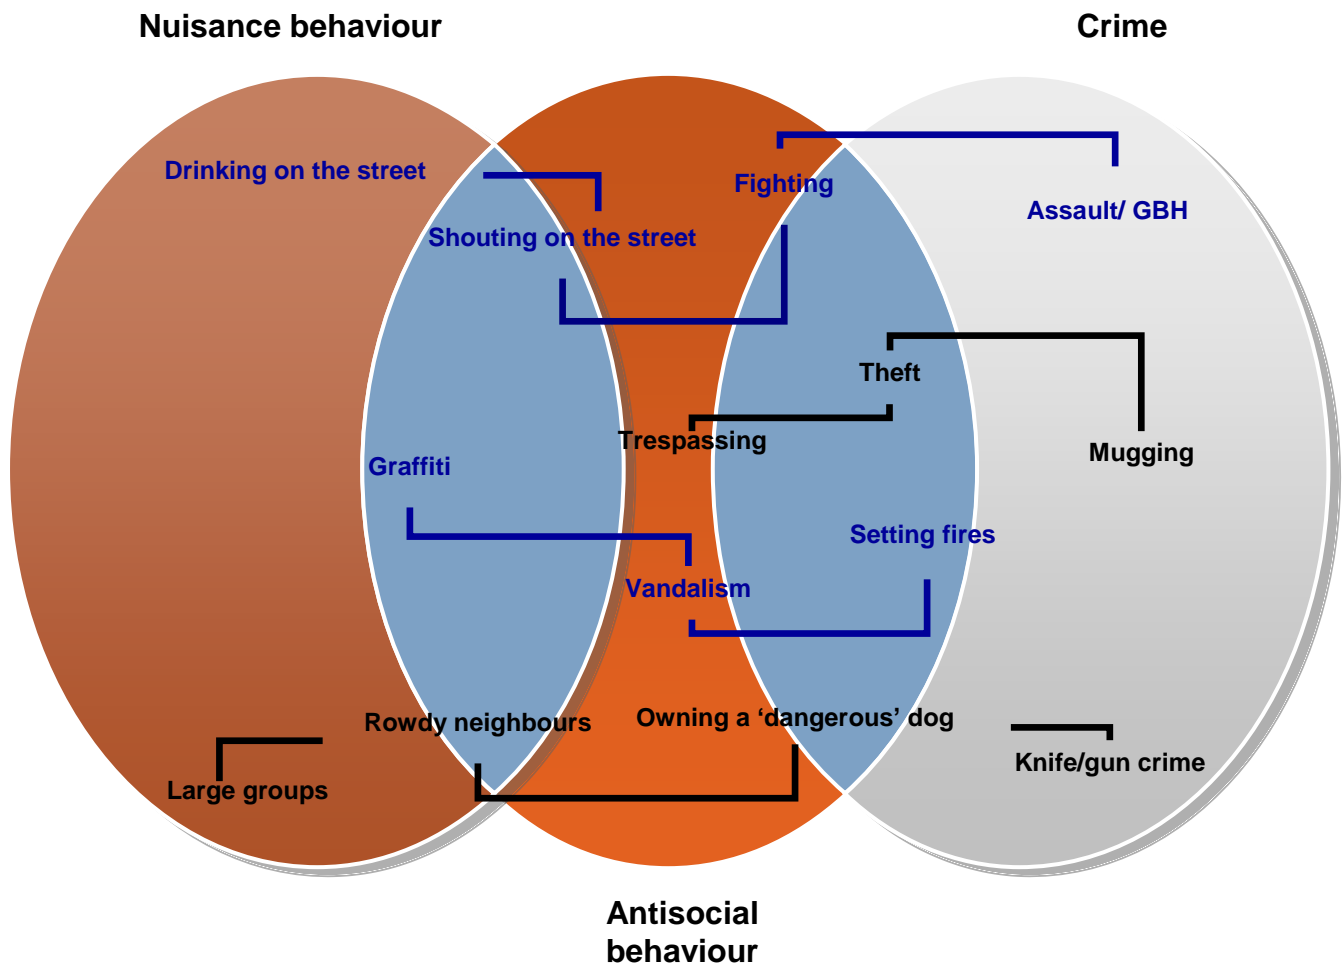 Nuisance behaviour
Crime
Drinking on the street
Fighting
Assault/ GBH
Shouting on the street
Theft
Trespassing
Mugging
Graffiti
Setting fires
Vandalism
Rowdy neighbours
Owning a ‘dangerous’ dog
Knife/gun crime
Large groups
Antisocial
behaviour